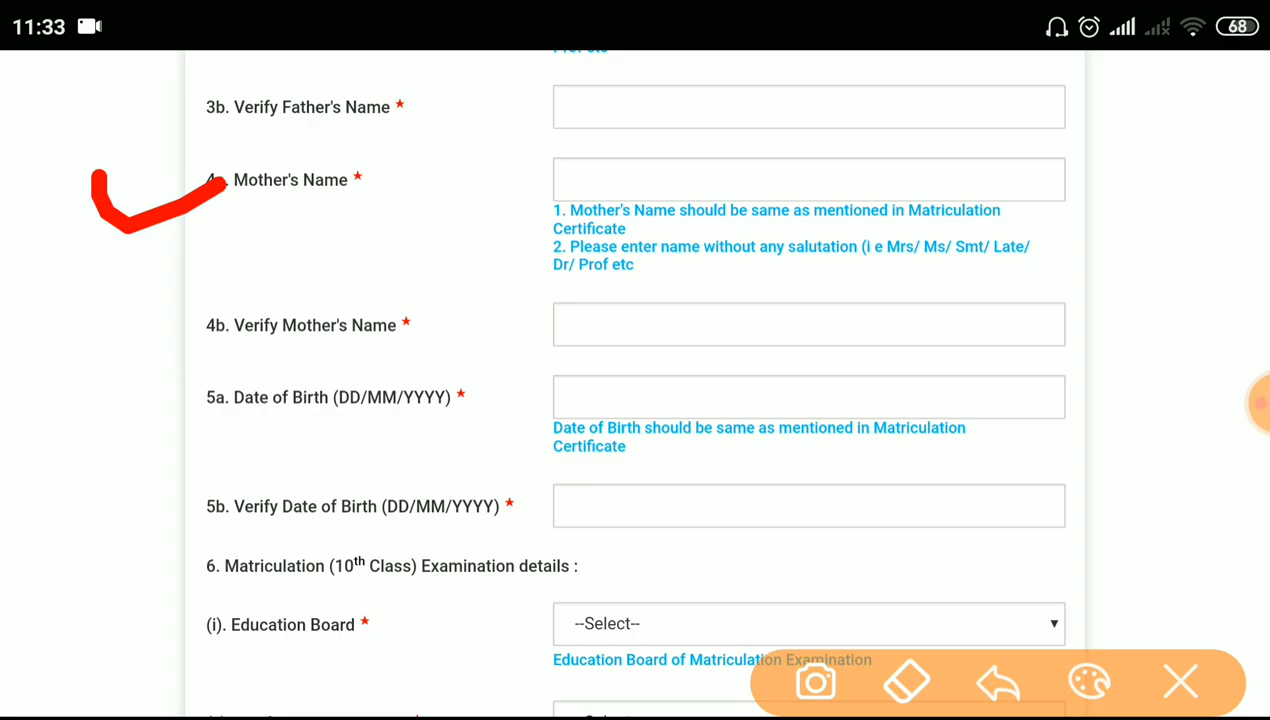 11:33
68
3b. Verify Father's Name *
Mother's Name *
1. Mother's Name should be same as mentioned in Matriculation
Certificate
2. Please enter name without any salutation (i e Mrs/ Ms/ Smt/ Late/
Dr/ Prof etc
4b. Verify Mother's Name *
5a. Date of Birth (DD/MM/YYYY) *
Date of Birth should be same as mentioned in Matriculation
Certificate
5b. Verify Date of Birth (DD/MM/YYYY) *
6. Matriculation (10th Class) Examination details :
(i). Education Board *
--Select--
Education Board of Matriculation Examination